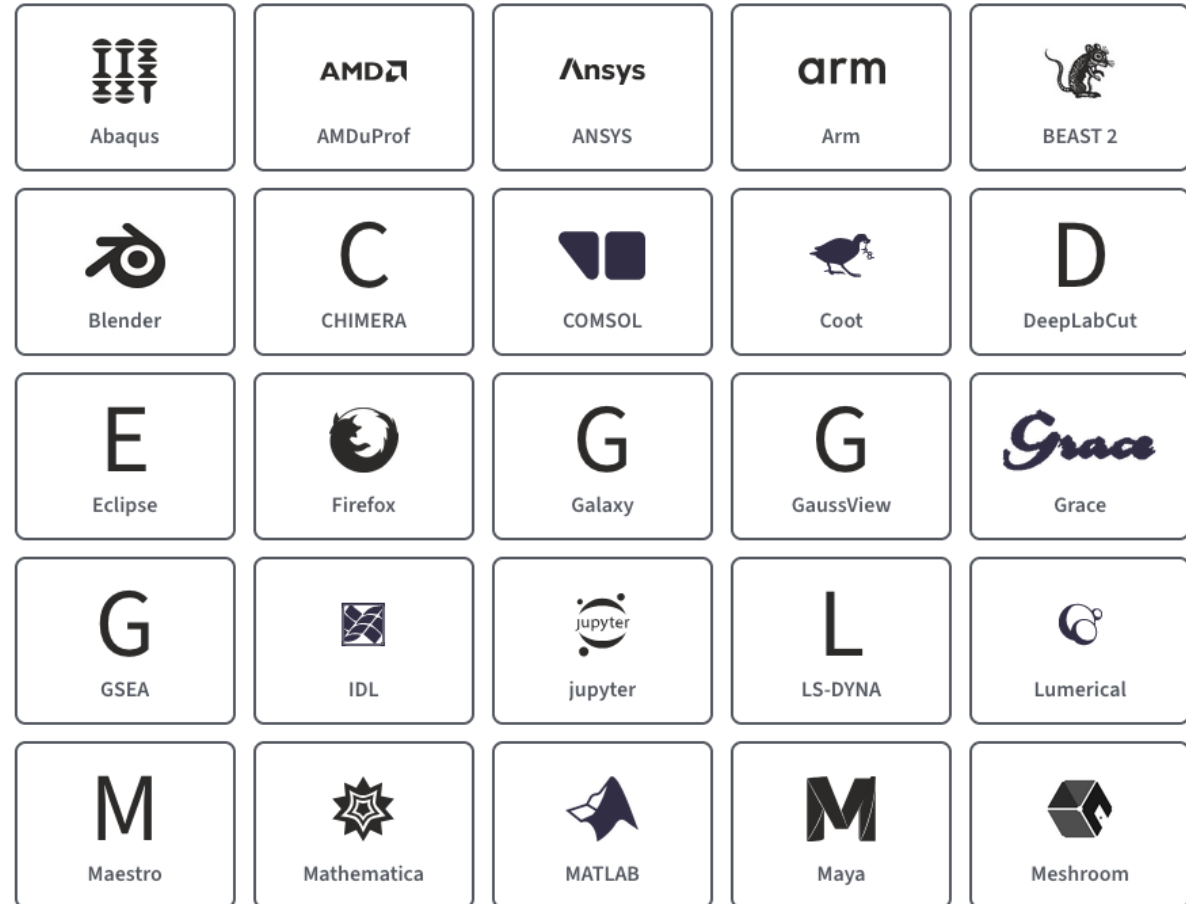 AMD
Ansys
arm
Abaqus
AMDuProf
ANSYS
Arm
BEAST 2
C
D
Blender
CHIMERA
COMSOL
Coot
DeepLabCut
E
G
G
Grace
Eclipse
Firefox
Galaxy
GaussView
Grace
G
jupyter
L
GSEA
IDL
jupyter
LS-DYNA
Lumerical
M
M
Maestro
Mathematica
MATLAB
Maya
Meshroom